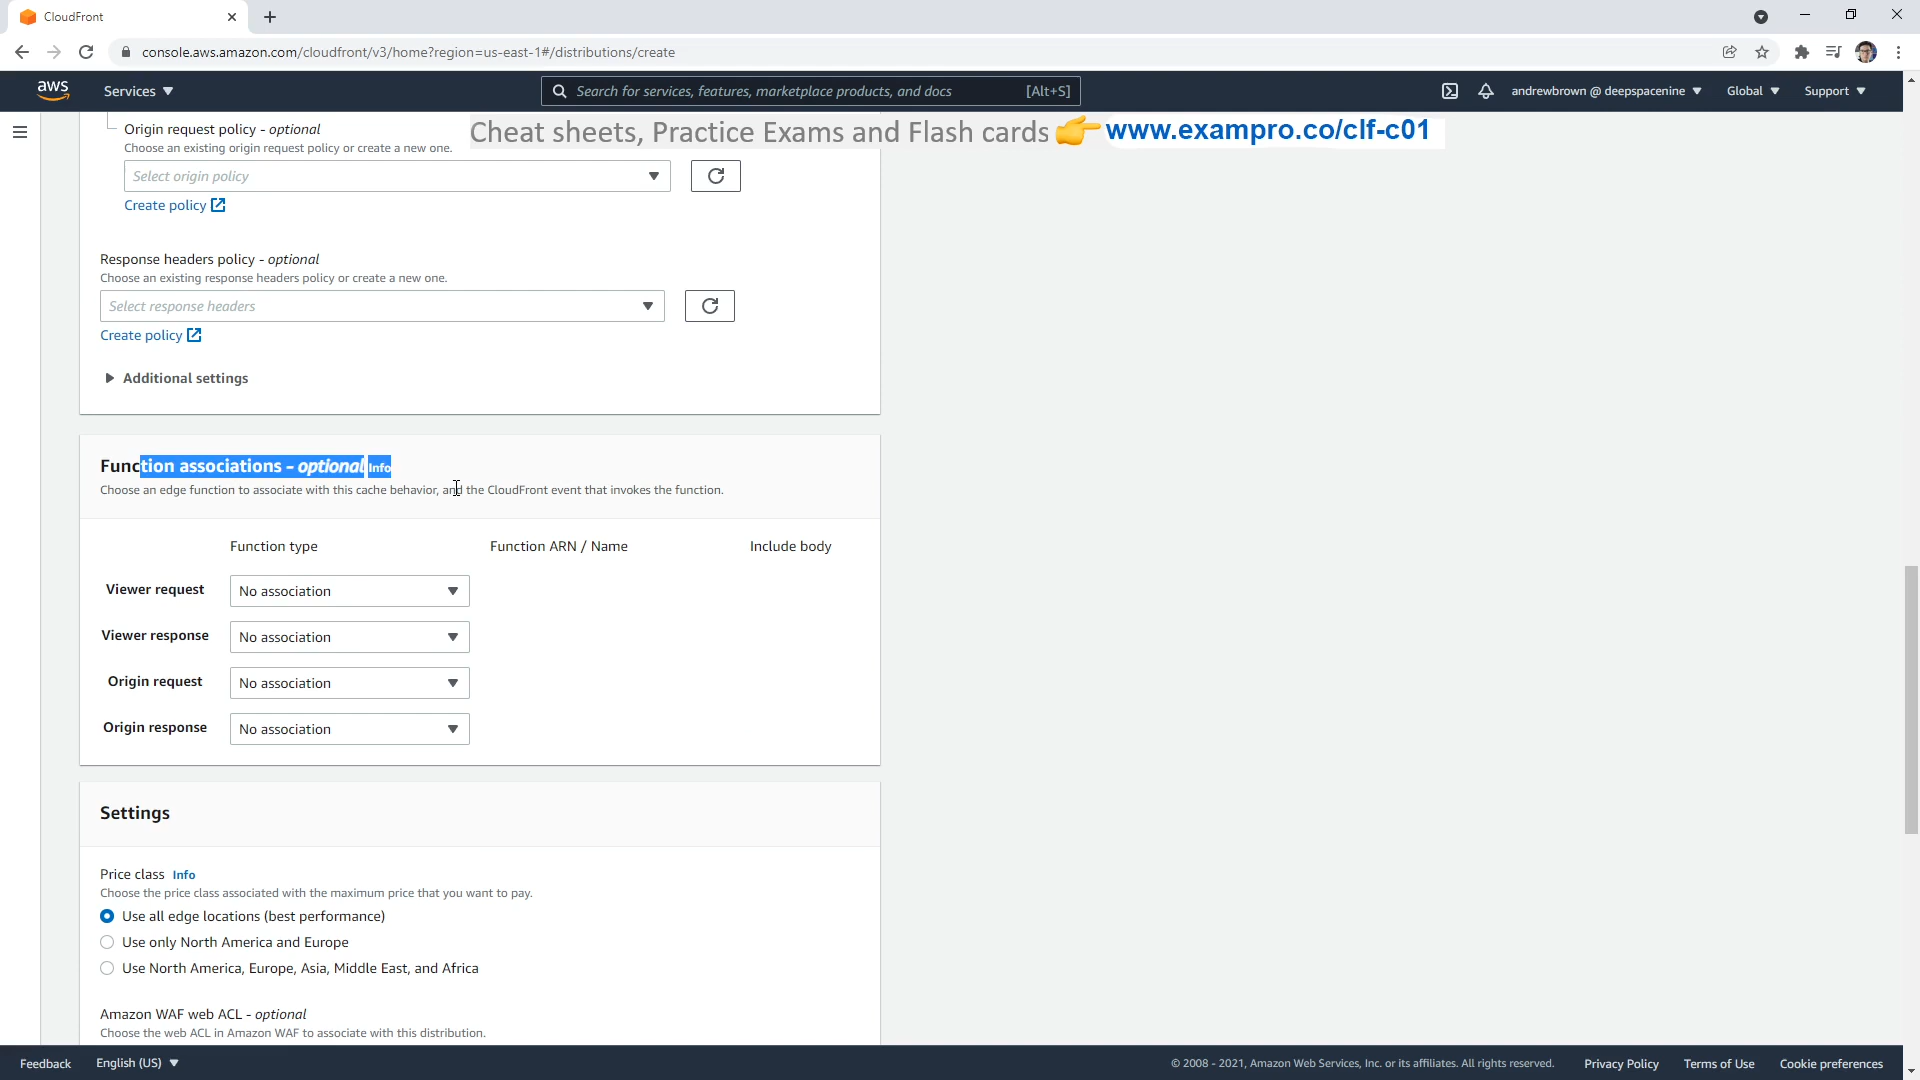 CloudFront
console.aws.amazon.com/cloudfront/v3/home?region=us-east-1#/distributions/create
aws
Services
Search for services, features, marketplace products, and docs
[Alt+S]
andrewbrown @ deepspacenine
Global
Support
Cheat sheets, Practice Exams and Flash cards 👉 www.exampro.co/clf-c01
Origin request policy - optional
Choose an existing origin request policy or create a new one.
Select origin policy
Create policy
Response headers policy - optional
Choose an existing response headers policy or create a new one.
Select response headers
Create policy
Additional settings
Function associations - optional Info
Choose an edge function to associate with this cache behavior, and the CloudFront event that invokes the function.
Function type Function ARN / Name Include body
Viewer request No association
Viewer response No association
Origin request No association
Origin response No association
Settings
Price class Info
Choose the price class associated with the maximum price that you want to pay.
Use all edge locations (best performance)
Use only North America and Europe
Use North America, Europe, Asia, Middle East, and Africa
Amazon WAF web ACL - optional
Choose the web ACL in Amazon WAF to associate with this distribution.
Feedback English (US) © 2008 - 2021, Amazon Web Services, Inc. or its affiliates. All rights reserved. Privacy Policy Terms of Use Cookie preferences